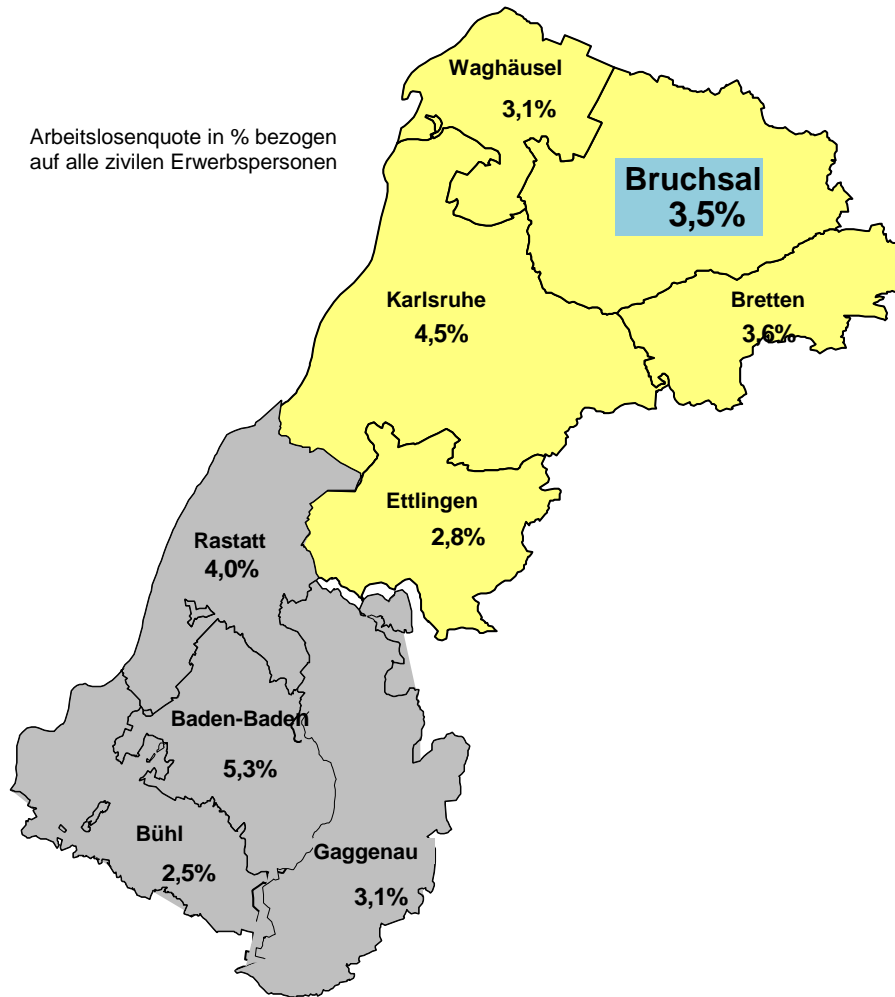 Waghäusel
3,1%
Arbeitslosenquote in % bezogen
auf alle zivilen Erwerbspersonen
Bruchsal
3,5%
Karlsruhe
4,5%
Bretten
3,6%
Ettlingen
2,8%
Rastatt
4,0%
Baden-Baden
5,3%
Bühl
2,5%
Gaggenau
3,1%